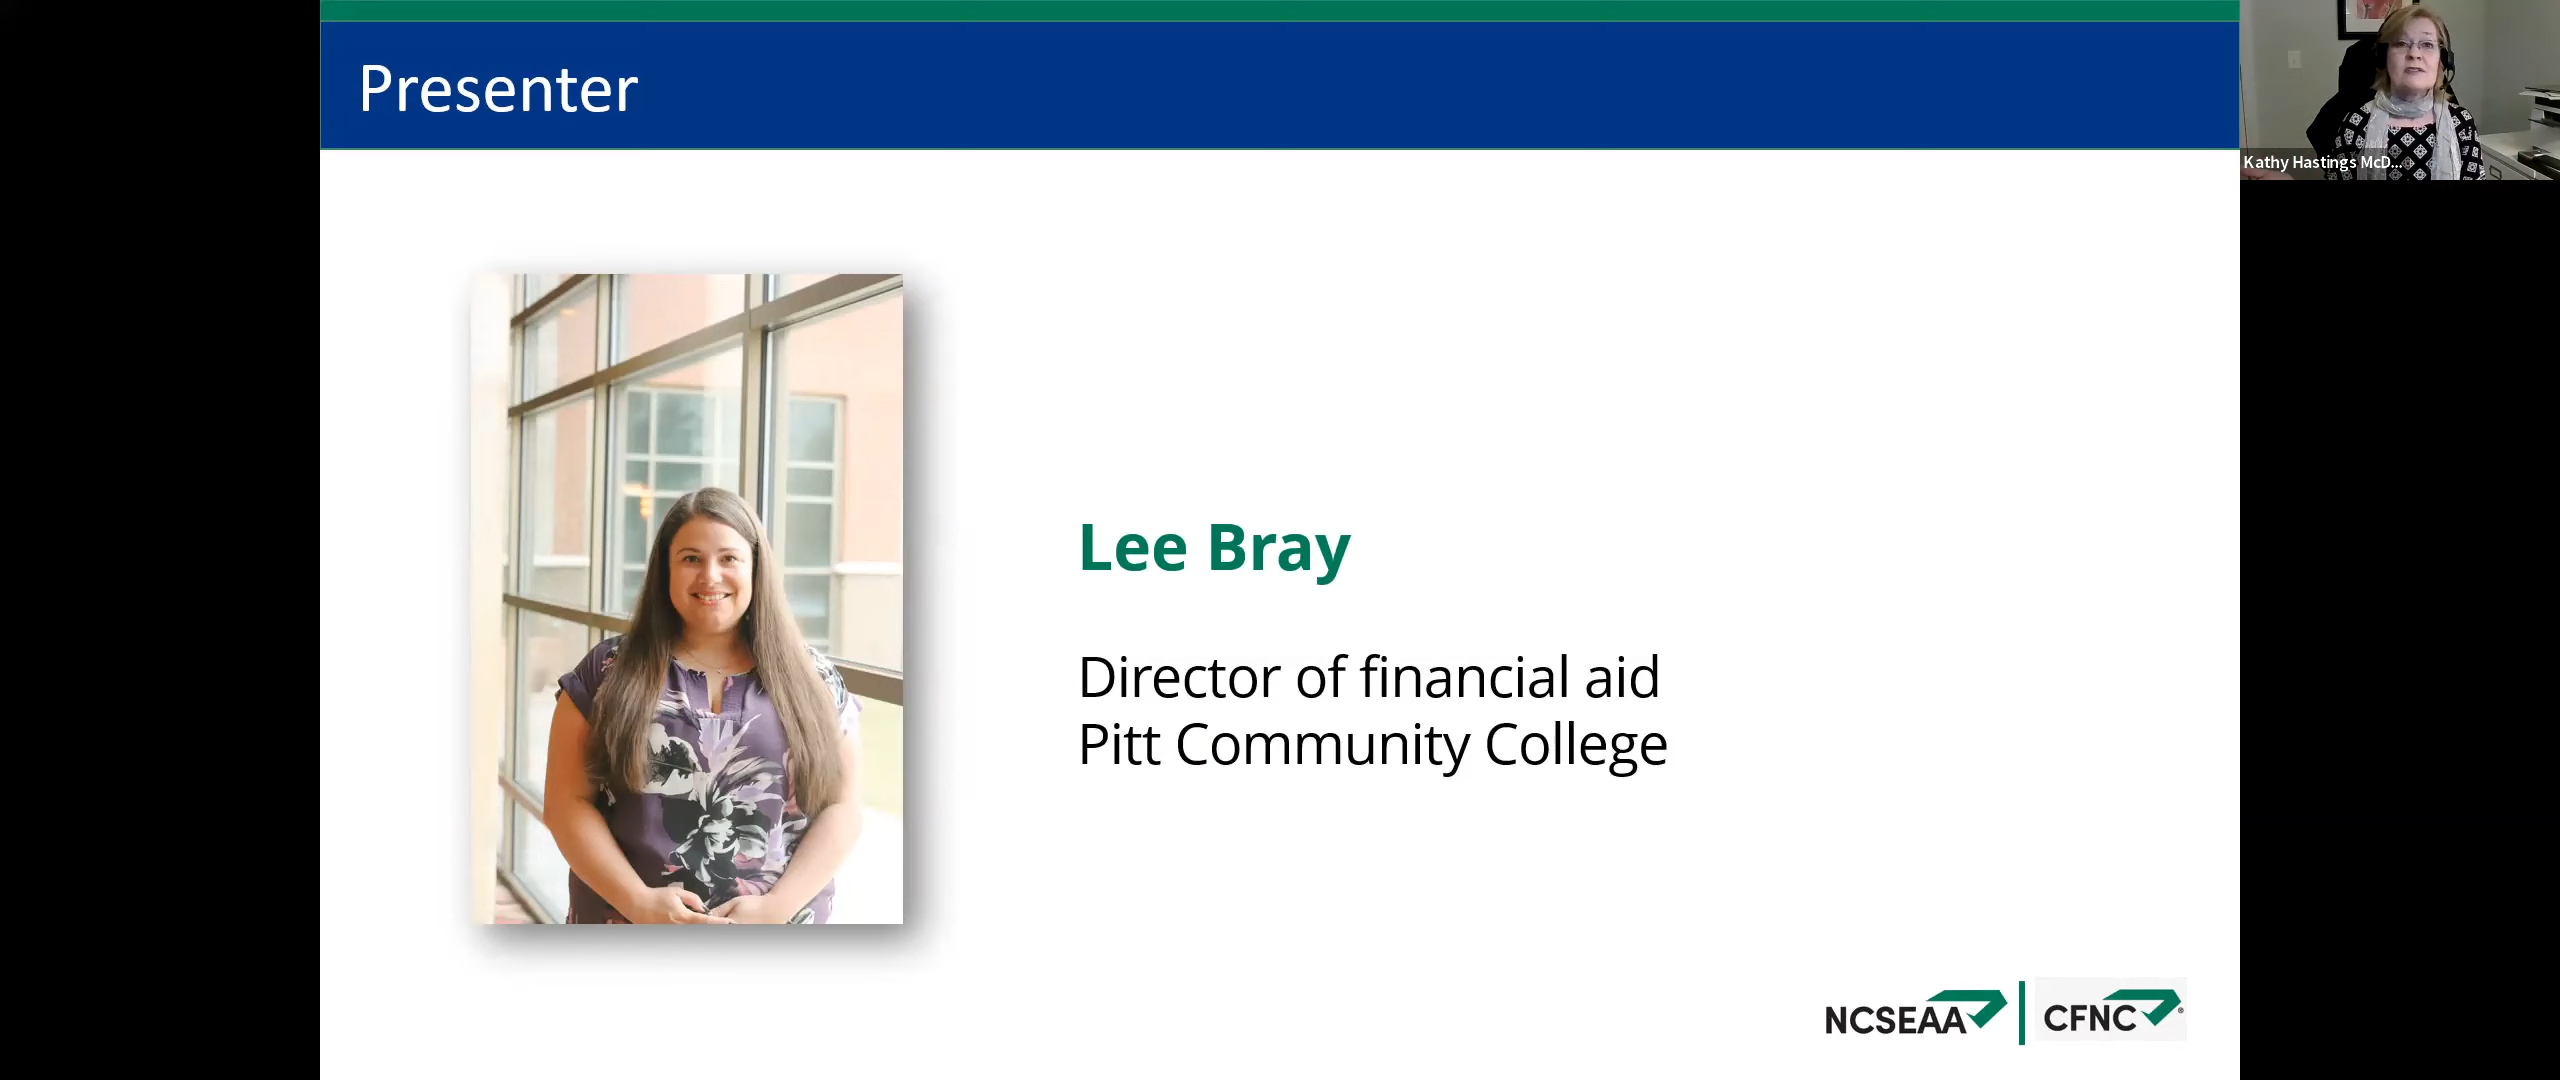 Presenter
Kathy Hastings McD...
Lee Bray
Director of financial aid
Pitt Community College
NCSEAA
CFNC®